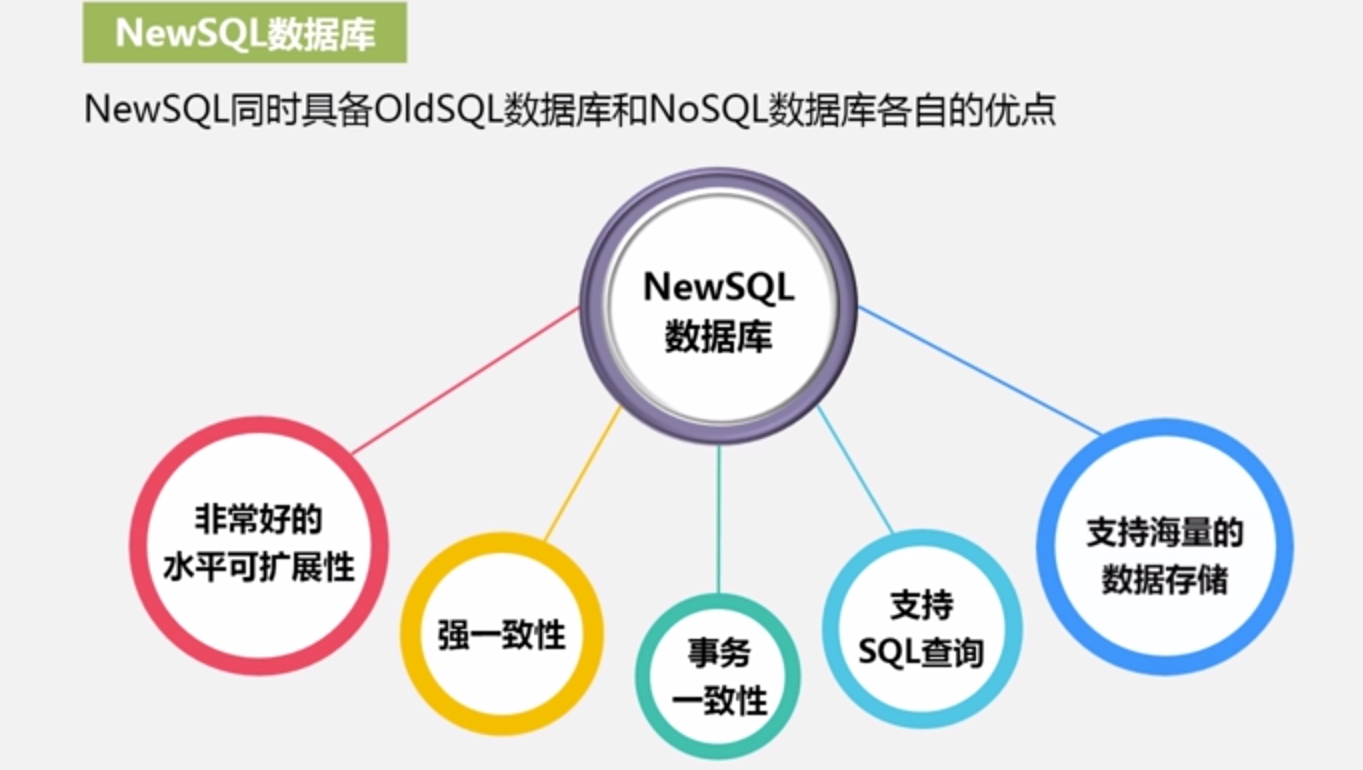 NewSQL数据库
NewSQL同时具备OldSQL数据库和NoSQL数据库各自的优点
NewSQL
数据库
非常好的
水平可扩展性
强一致性
事务
一致性
支持
SQL查询
支持海量的
数据存储